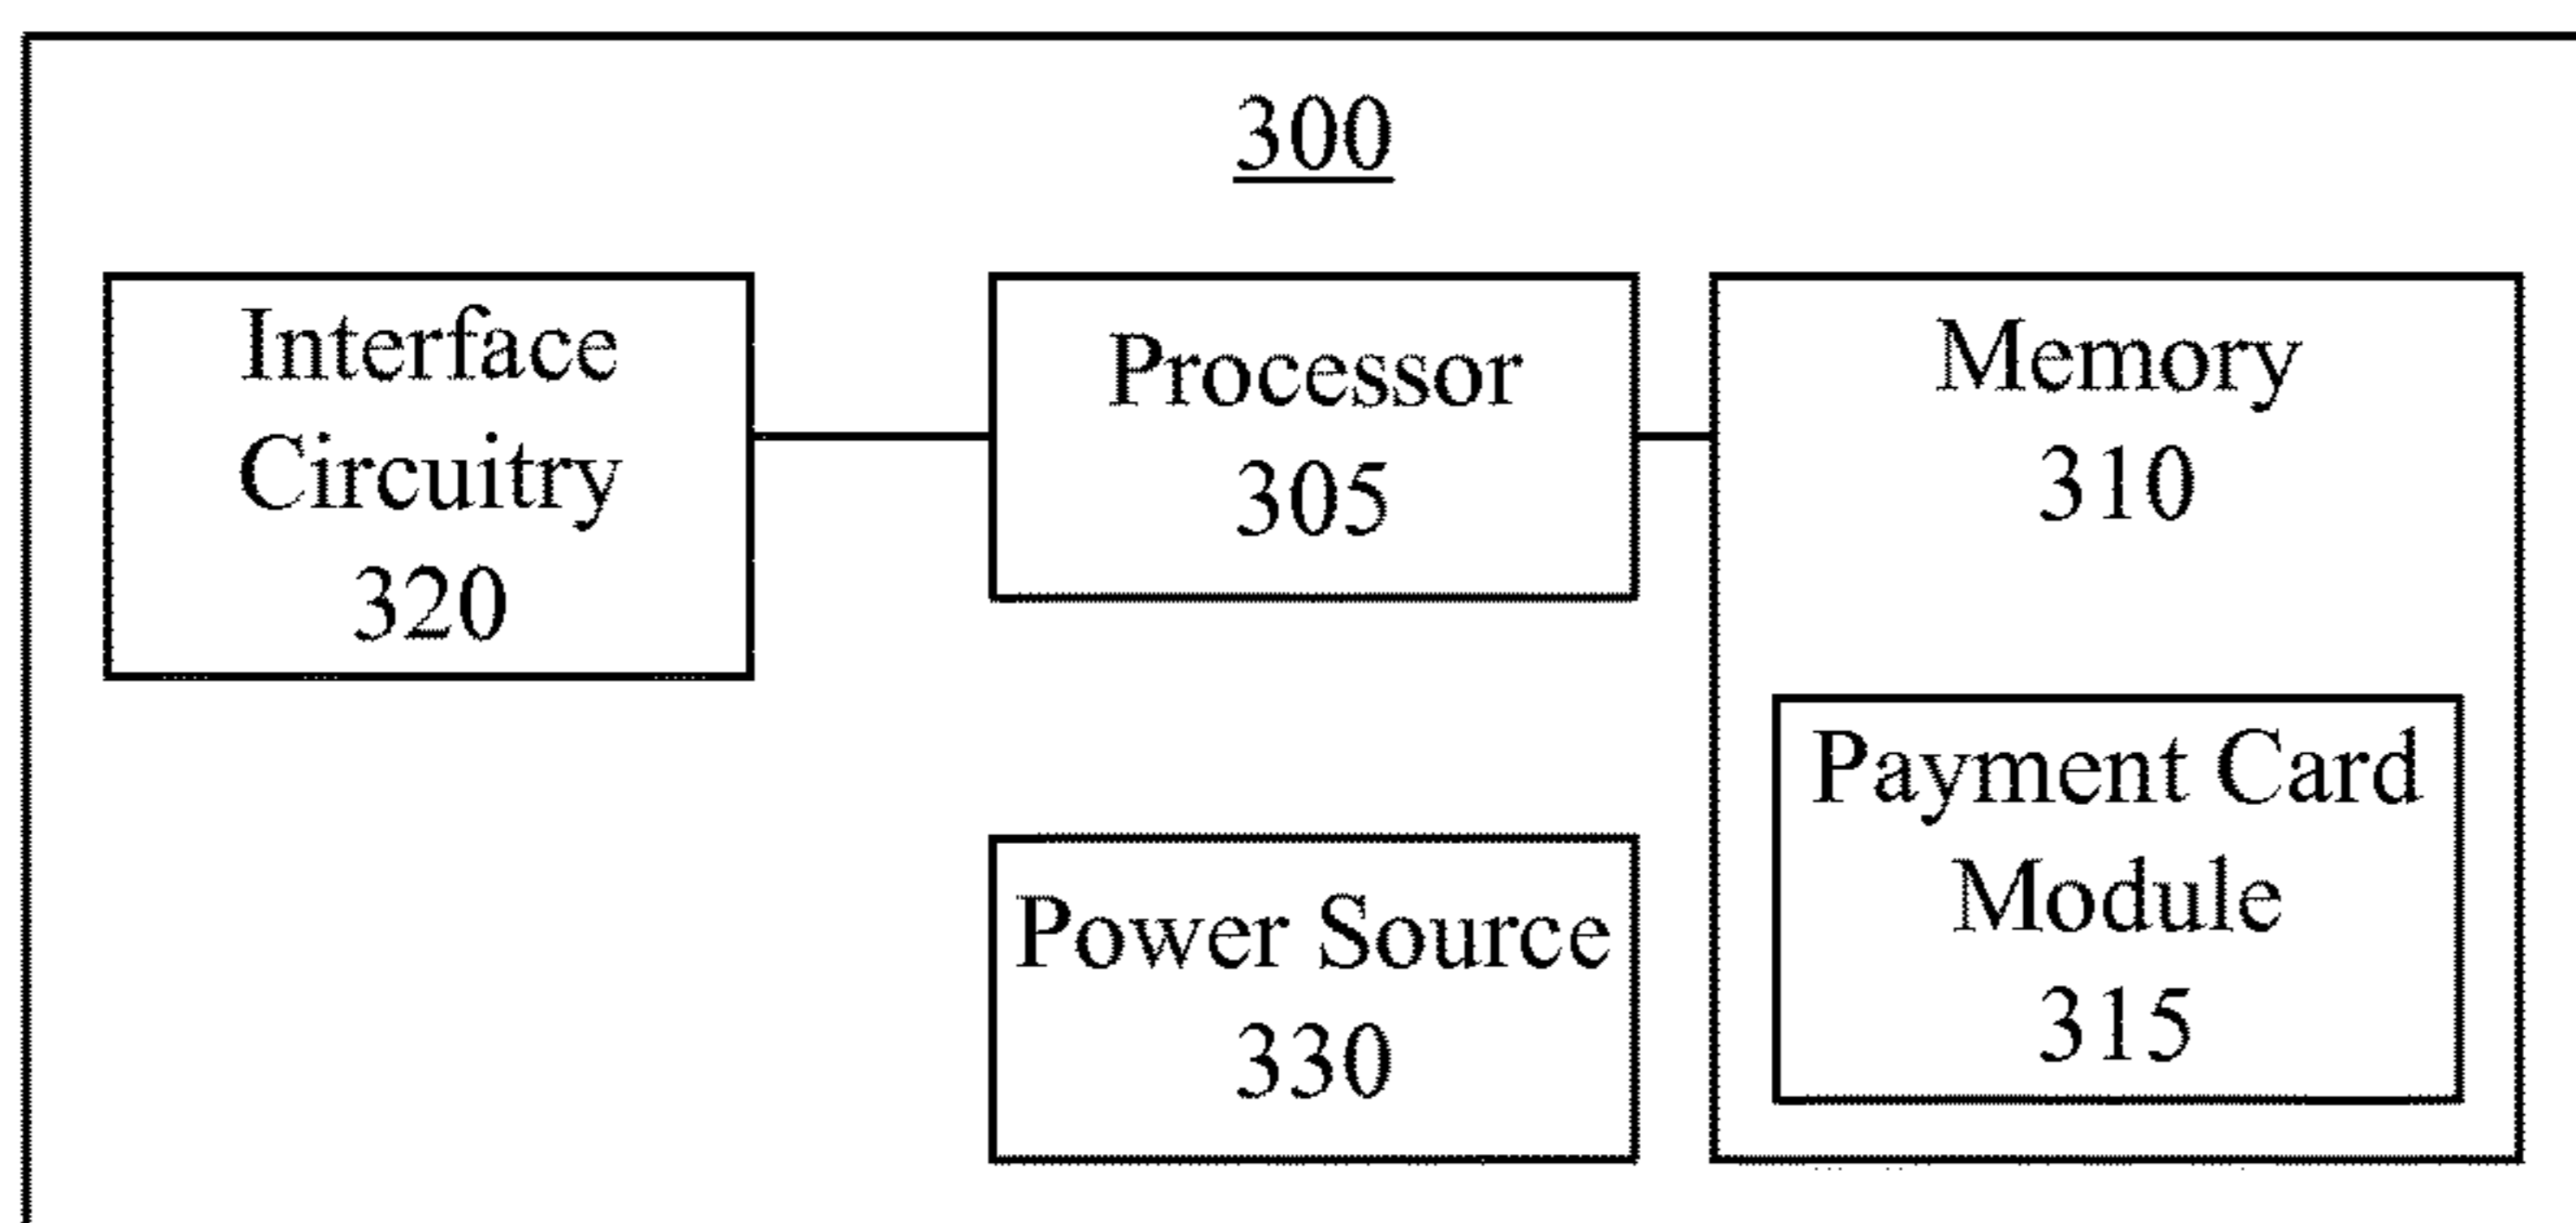 300
Interface
Circuitry
320
Processor
305
Memory
310
Payment Card
Module
315
Power Source
330